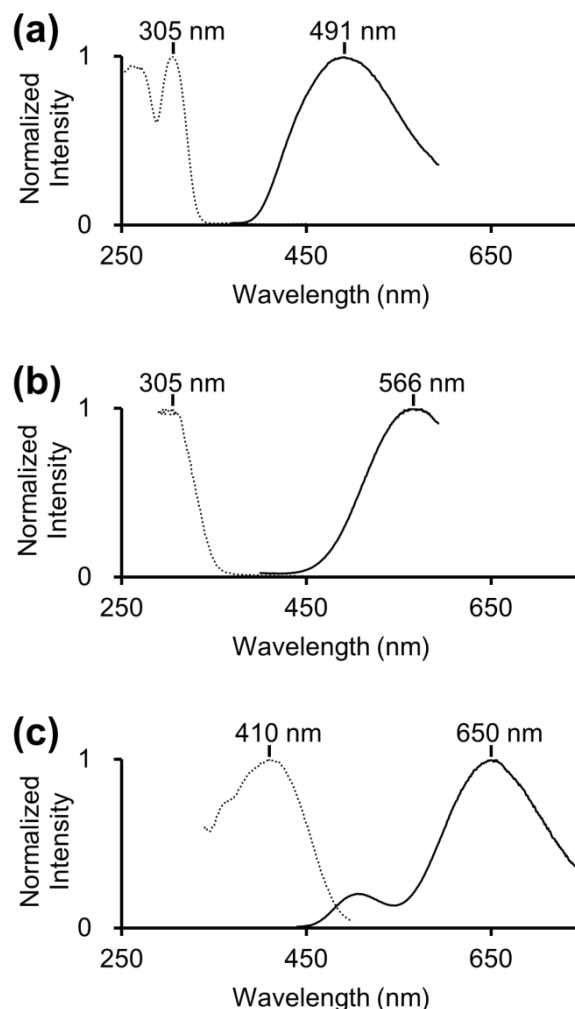 (a)
305 nm 491 nm
Normalized
Intensity
1
0
250 450 650
Wavelength (nm)
(b)
305 nm 566 nm
Normalized
Intensity
1
0
250 450 650
Wavelength (nm)
(c)
410 nm 650 nm
Normalized
Intensity
1
0
250 450 650
Wavelength (nm)